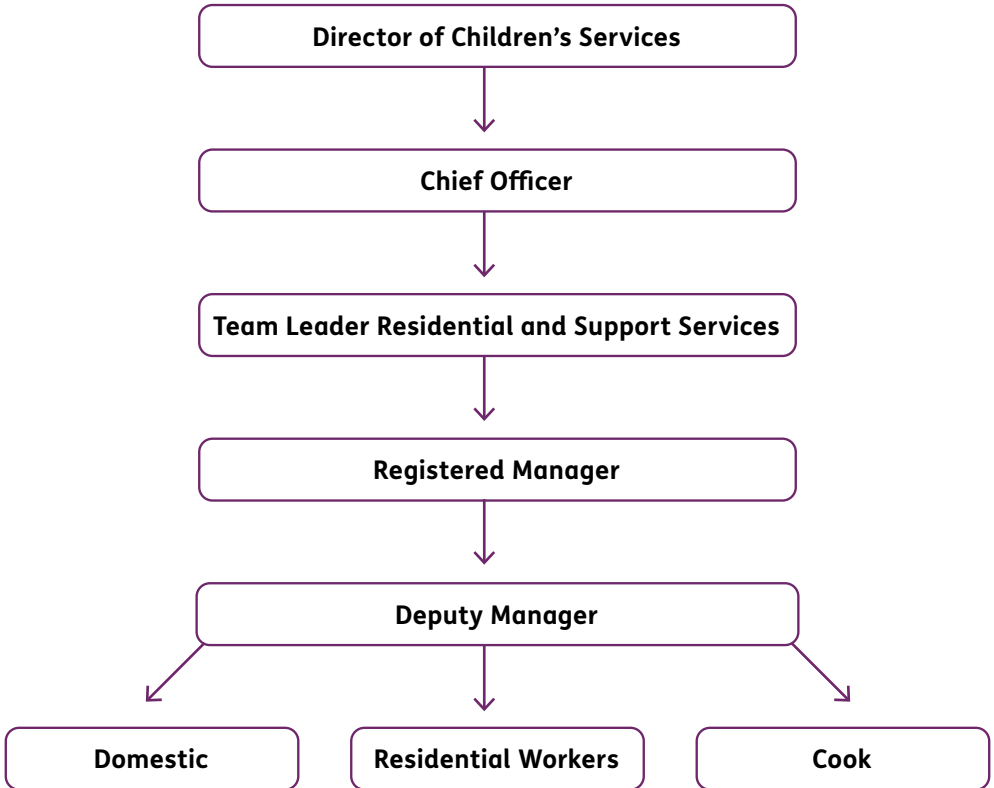 Director of Children’s Services
Chief Officer
Team Leader Residential and Support Services
Registered Manager
Deputy Manager
Domestic
Residential Workers
Cook